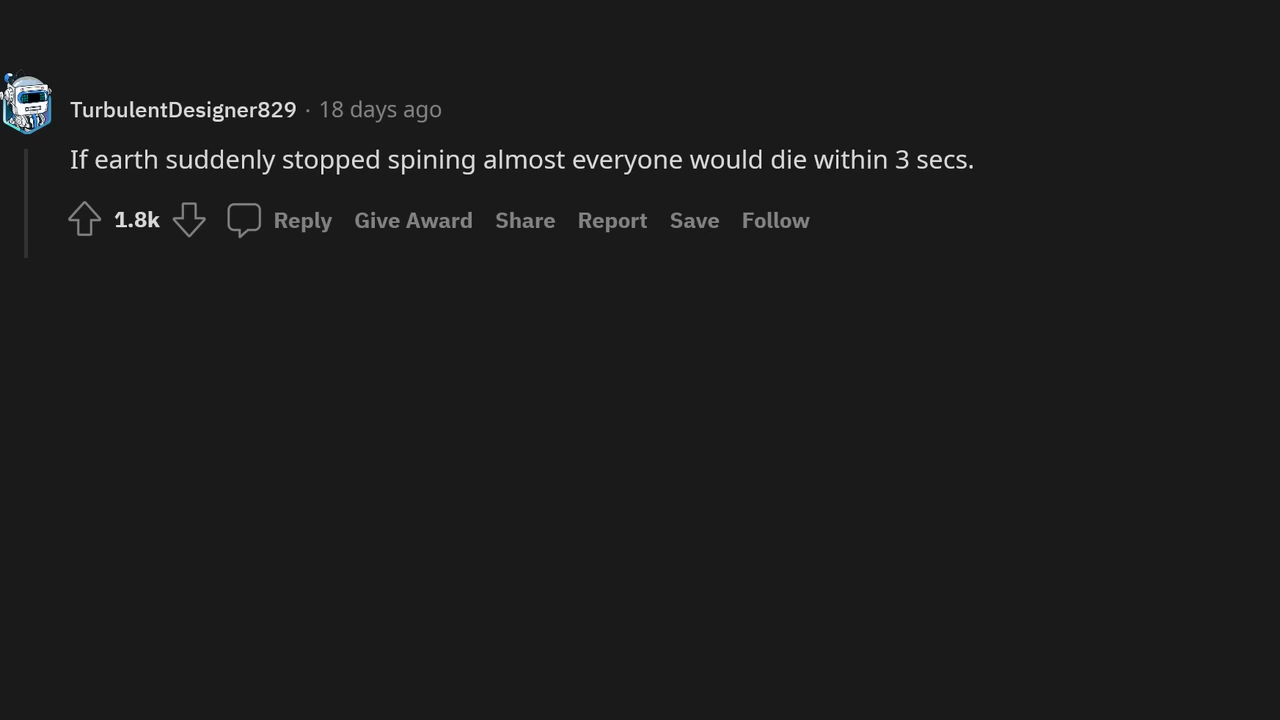 TurbulentDesigner829 · 18 days ago
If earth suddenly stopped spining almost everyone would die within 3 secs.
1.8k Reply Give Award Share Report Save Follow